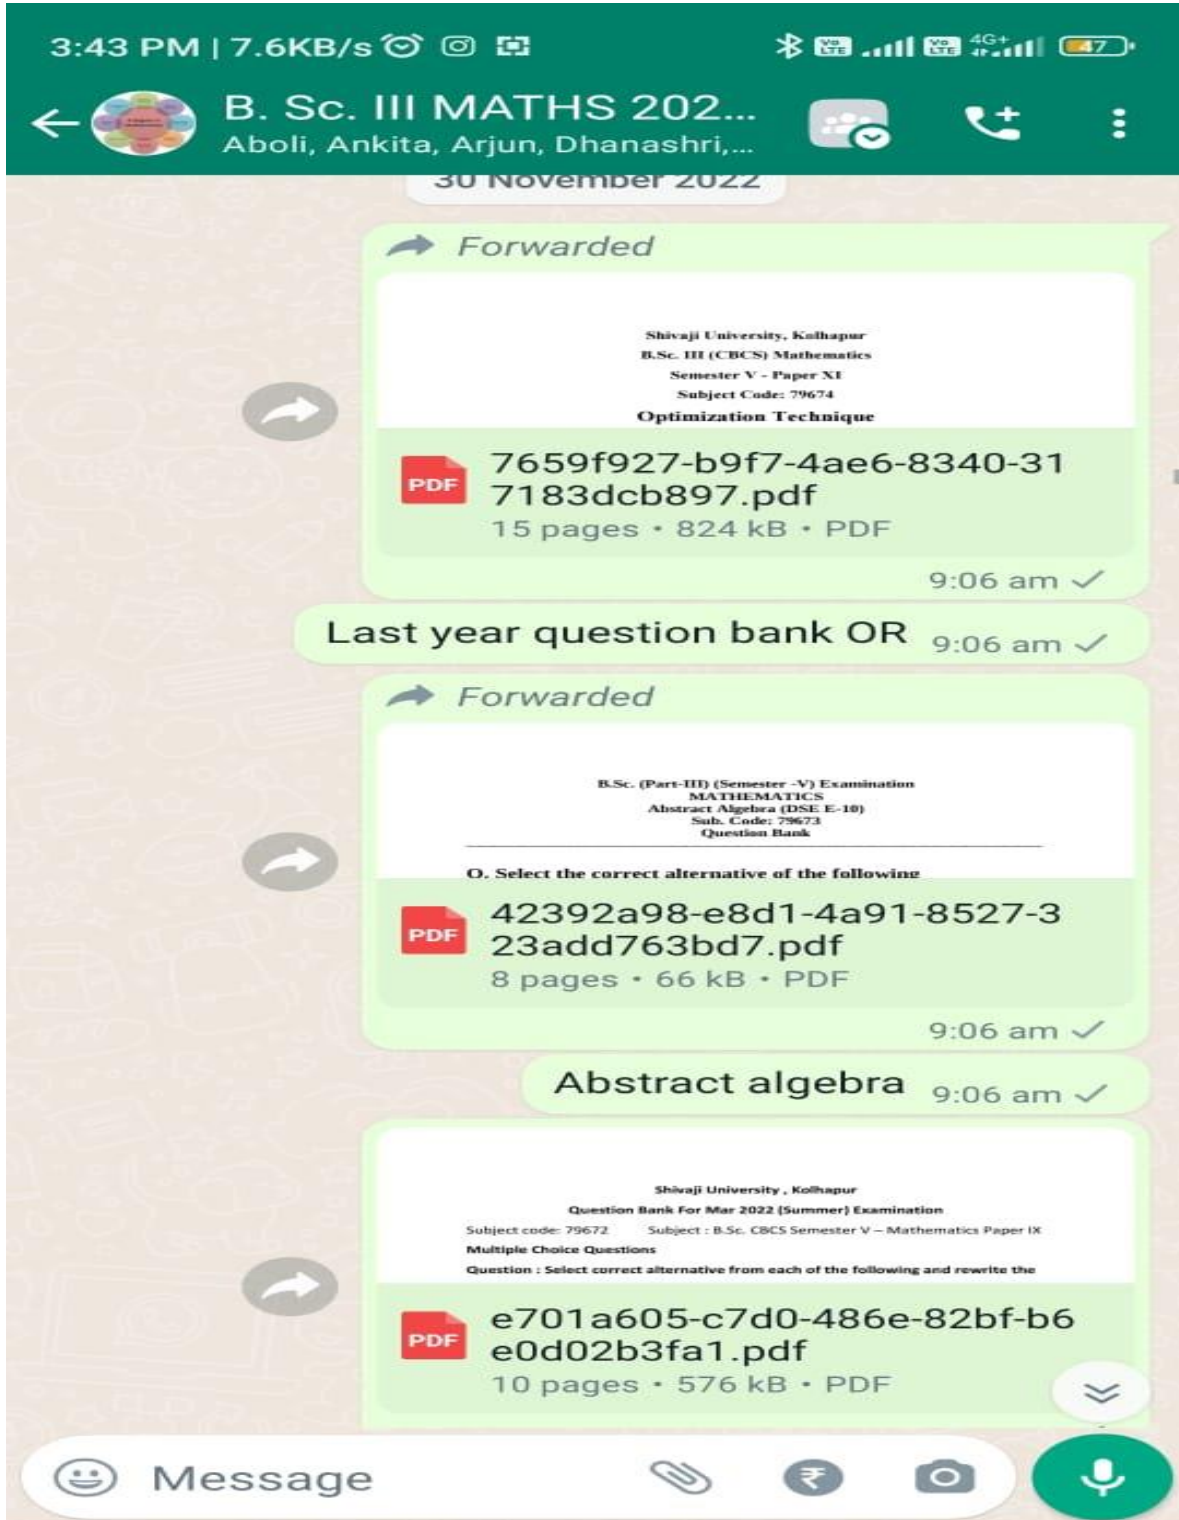 3:43 PM | 7.6KB/s
Vo LTE
Vo LTE
4G+
47
B. Sc. III MATHS 202...
Aboli, Ankita, Arjun, Dhanashri,...
30 November 2022
Forwarded
Shivaji University, Kolhapur
B.Sc. III (CBCS) Mathematics
Semester V - Paper XI
Subject Code: 79674
Optimization Technique
PDF
7659f927-b9f7-4ae6-8340-31
7183dcb897.pdf
15 pages • 824 kB • PDF
9:06 am
Last year question bank OR 9:06 am
Forwarded
B.Sc. (Part-III) (Semester -V) Examination
MATHEMATICS
Abstract Algebra (DSE E-10)
Sub. Code: 79673
Question Bank
Q. Select the correct alternative of the following
PDF
42392a98-e8d1-4a91-8527-3
23add763bd7.pdf
8 pages • 66 kB • PDF
9:06 am
Abstract algebra 9:06 am
Shivaji University , Kolhapur
Question Bank For Mar 2022 (Summer) Examination
Subject code: 79672 Subject : B.Sc. CBCS Semester V – Mathematics Paper IX
Multiple Choice Questions
Question : Select correct alternative from each of the following and rewrite the
PDF
e701a605-c7d0-486e-82bf-b6
e0d02b3fa1.pdf
10 pages • 576 kB • PDF
Message
₹